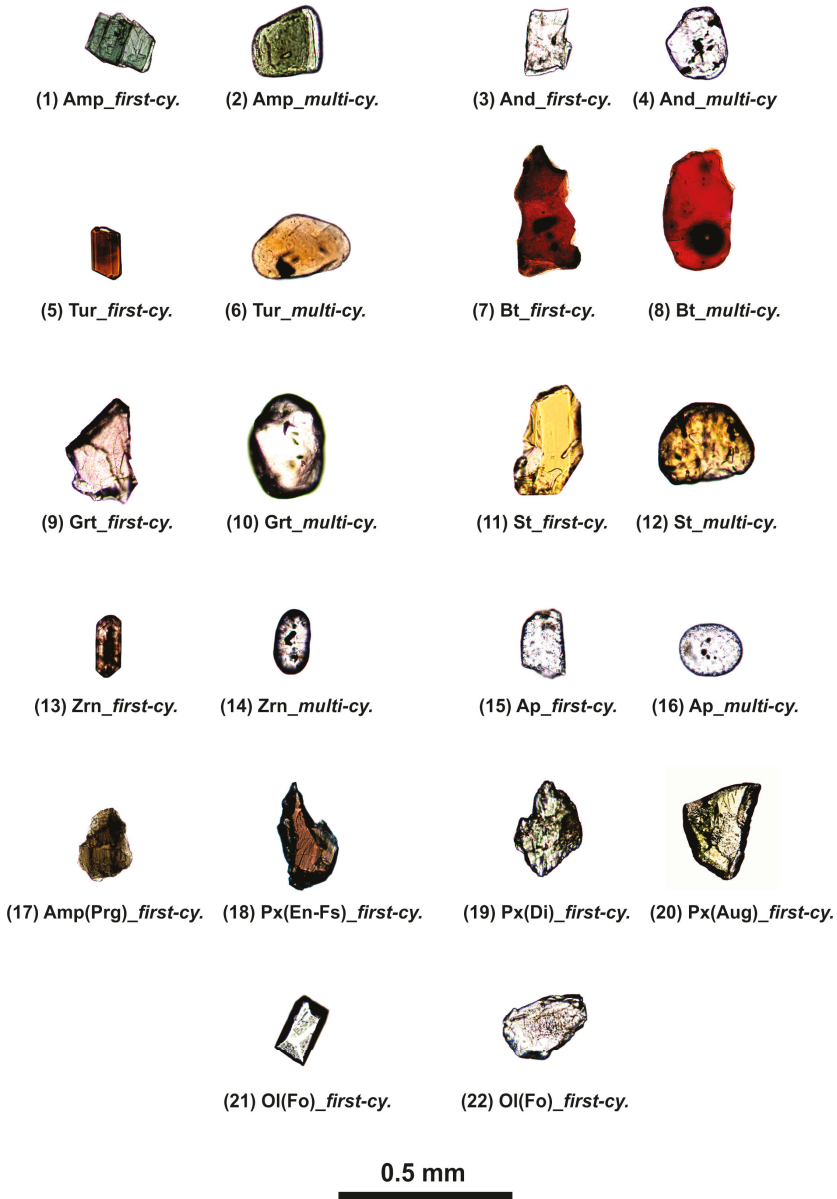 (1) Amp_first-cy. (2) Amp_multi-cy. (3) And_first-cy. (4) And_multi-cy
(5) Tur_first-cy. (6) Tur_multi-cy. (7) Bt_first-cy. (8) Bt_multi-cy.
(9) Grt_first-cy. (10) Grt_multi-cy. (11) St_first-cy. (12) St_multi-cy.
(13) Zrn_first-cy. (14) Zrn_multi-cy. (15) Ap_first-cy. (16) Ap_multi-cy.
(17) Amp(Prg)_first-cy. (18) Px(En-Fs)_first-cy. (19) Px(Di)_first-cy. (20) Px(Aug)_first-cy.
(21) Ol(Fo)_first-cy. (22) Ol(Fo)_first-cy.
0.5 mm